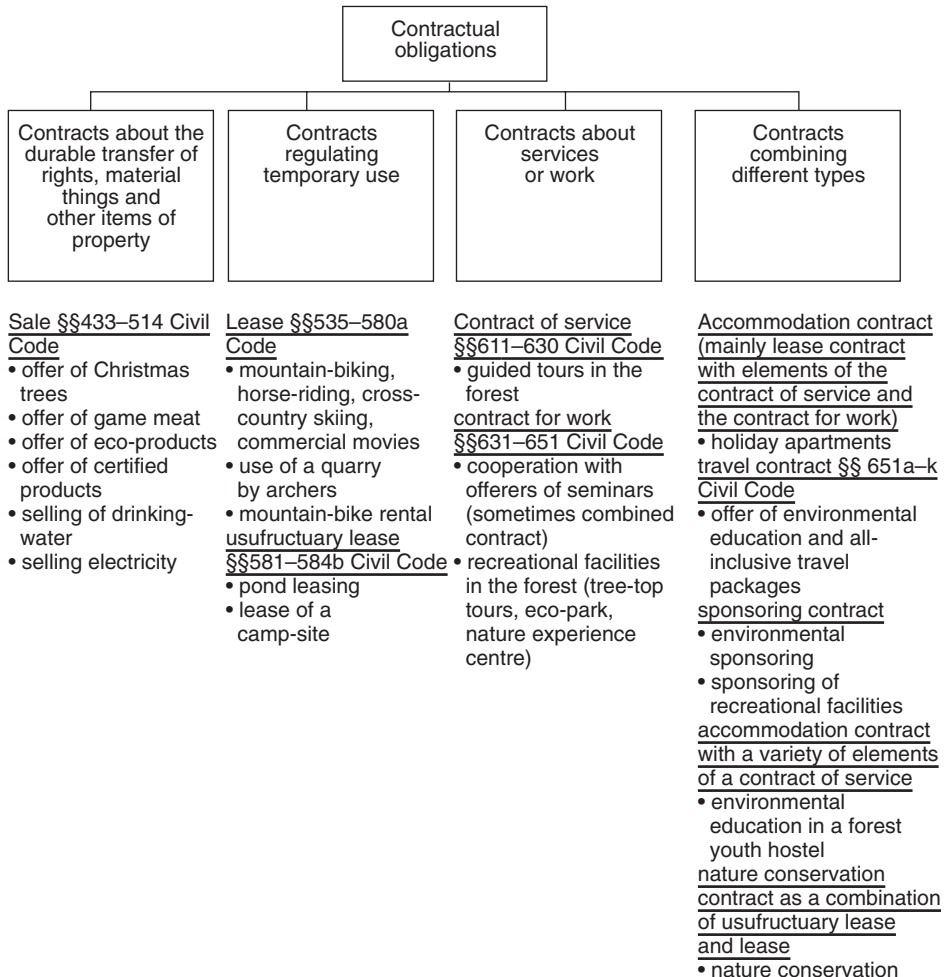 Contractual
obligations
Contracts about the
durable transfer of
rights, material
things and
other items of
property
Contracts
regulating
temporary use
Contracts about
services
or work
Contracts
combining
different types
Sale §§433–514 Civil
Code
• offer of Christmas
trees
• offer of game meat
• offer of eco-products
• offer of certified
products
• selling of drinking-
water
• selling electricity
Lease §§535–580a
Code
• mountain-biking,
horse-riding, cross-
country skiing,
commercial movies
• use of a quarry
by archers
• mountain-bike rental
usufructuary lease
§§581–584b Civil Code
• pond leasing
• lease of a
camp-site
Contract of service
§§611–630 Civil Code
• guided tours in the
forest
contract for work
§§631–651 Civil Code
• cooperation with
offerers of seminars
(sometimes combined
contract)
• recreational facilities
in the forest (tree-top
tours, eco-park,
nature experience
centre)
Accommodation contract
(mainly lease contract
with elements of the
contract of service and
the contract for work)
• holiday apartments
travel contract §§ 651a–k
Civil Code
• offer of environmental
education and all-
inclusive travel
packages
sponsoring contract
• environmental
sponsoring
• sponsoring of
recreational facilities
accommodation contract
with a variety of elements
of a contract of service
• environmental
education in a forest
youth hostel
nature conservation
contract as a combination
of usufructuary lease
and lease
• nature conservation